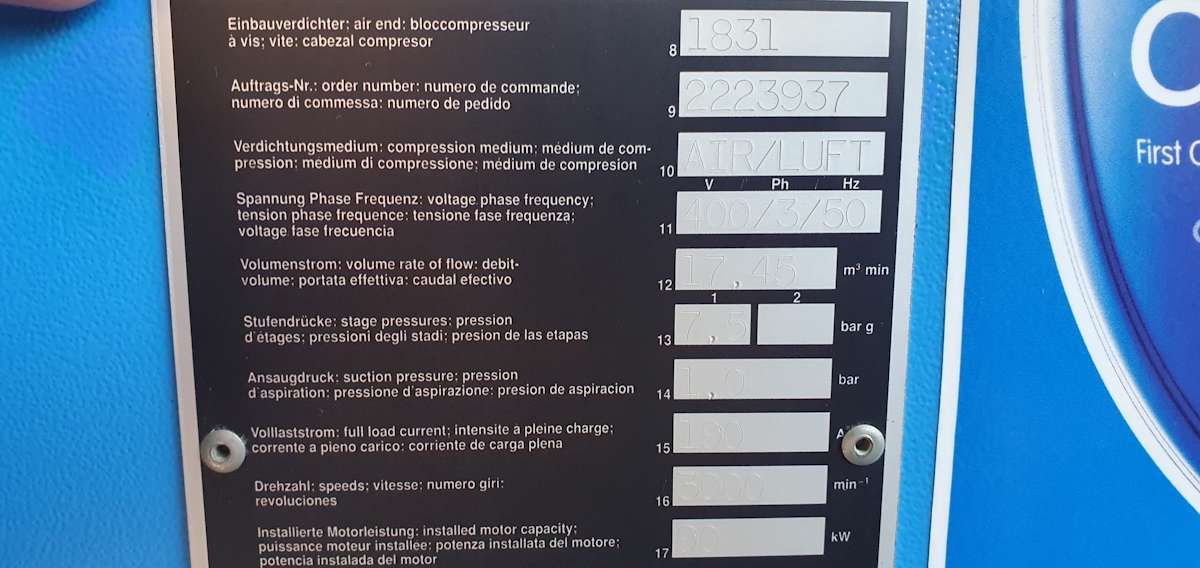 Einbauverdichter: air end: bloccompresseur
à vis; vite: cabezal compresor
8 1831
Auftrags-Nr.: order number: numero de commande;
numero di commessa: numero de pedido
9 2223937
Verdichtungsmedium: compression medium; médium de com-
pression; medium di compressione; médium de compresion
10 AIR/LUFT
V / Ph / Hz
Spannung Phase Frequenz: voltage phase frequency;
tension phase frequence: tensione fase frequenza;
voltage fase frecuencia
11 400/3/50
Volumenstrom: volume rate of flow: debit-
volume: portata effettiva: caudal efectivo
12 17,45 m³ min
1 2
Stufendrücke: stage pressures: pression
d'étages: pressioni degli stadi; presion de las etapas
13 7,5 bar g
Ansaugdruck: suction pressure: pression
d'aspiration: pressione d'aspirazione: presion de aspiracion
14 1,0 bar
Vollaststrom: full load current; intensite à pleine charge;
corrente a pieno carico: corriente de carga plena
15 190 A
Drehzahl: speeds; vitesse; numero giri:
revoluciones
16 3000 min⁻¹
Installierte Motorleistung: installed motor capacity;
puissance moteur installée: potenza installata del motore;
potencia instalada del motor
17 90 kW
First